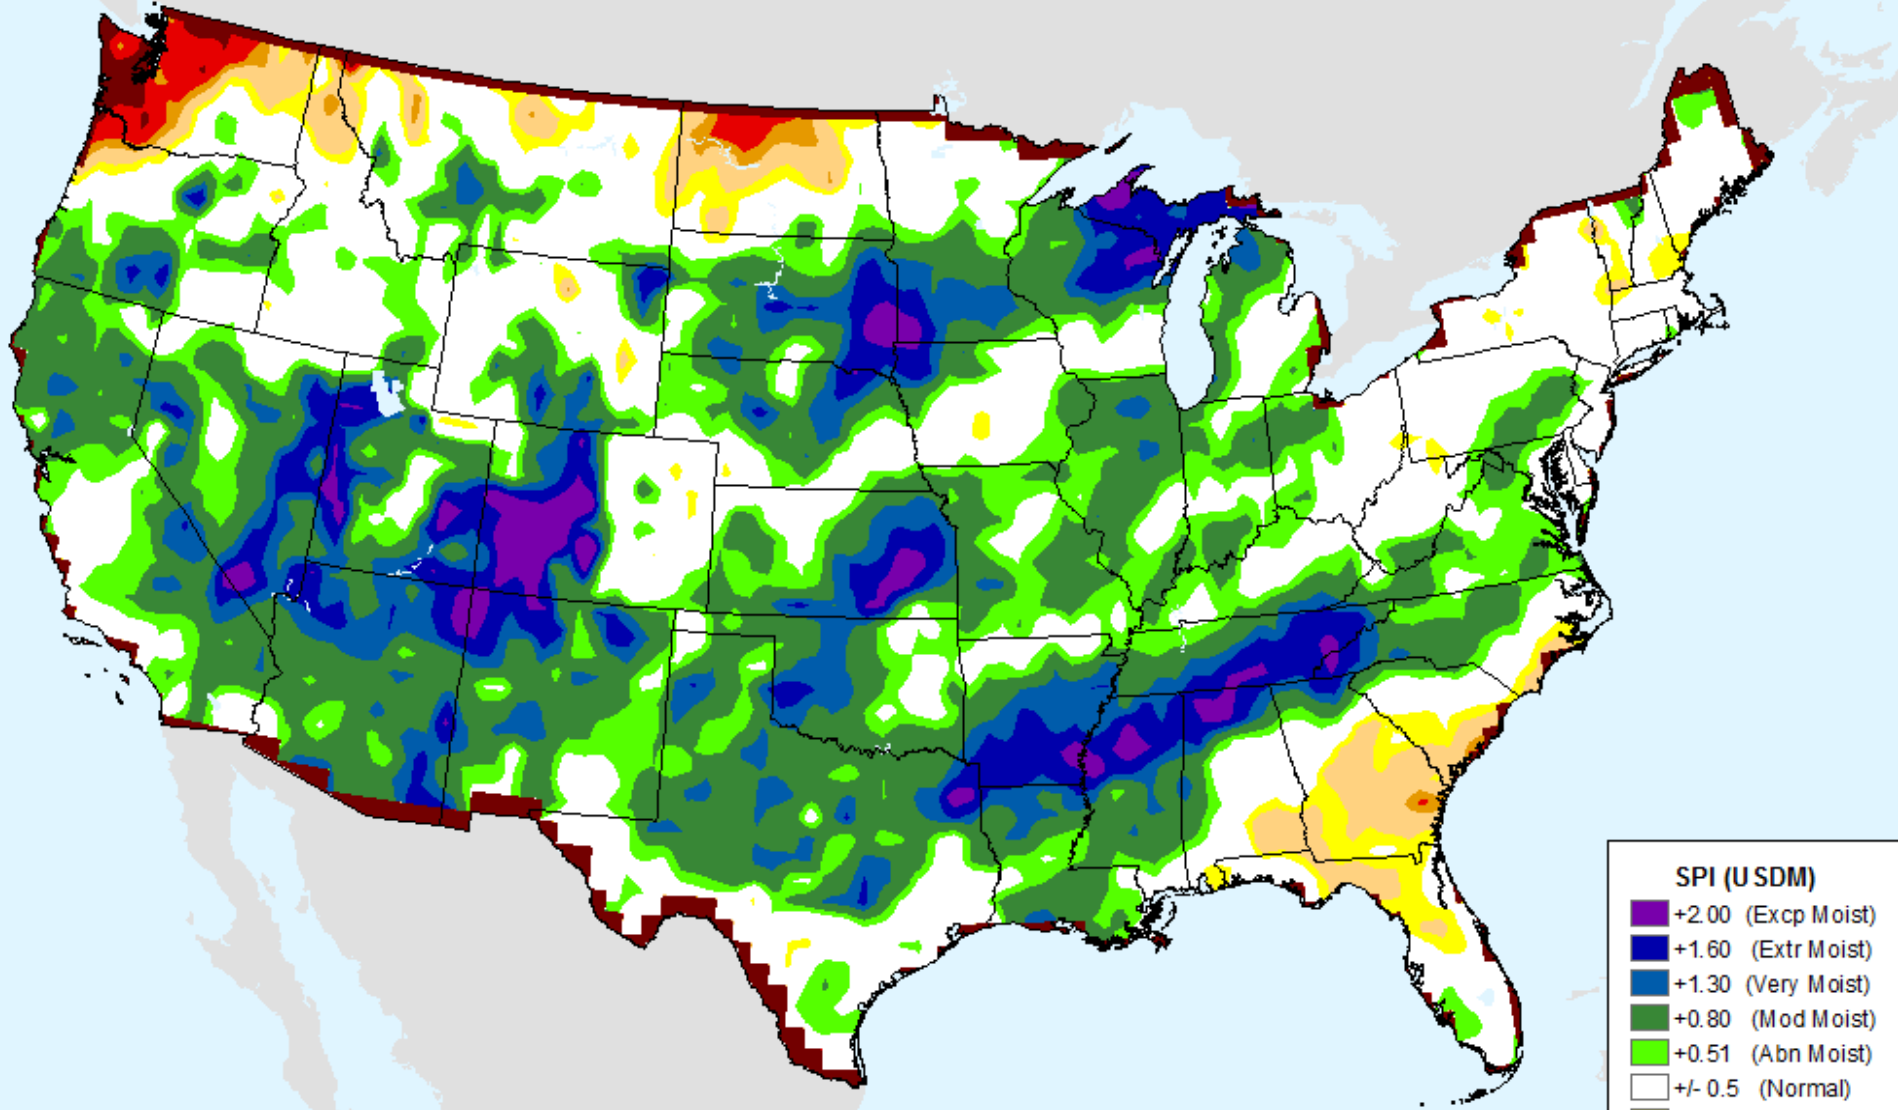 SPI (USDM)
+2.00 (Excp Moist)
+1.60 (Extr Moist)
+1.30 (Very Moist)
+0.80 (Mod Moist)
+0.51 (Abn Moist)
+/- 0.5 (Normal)